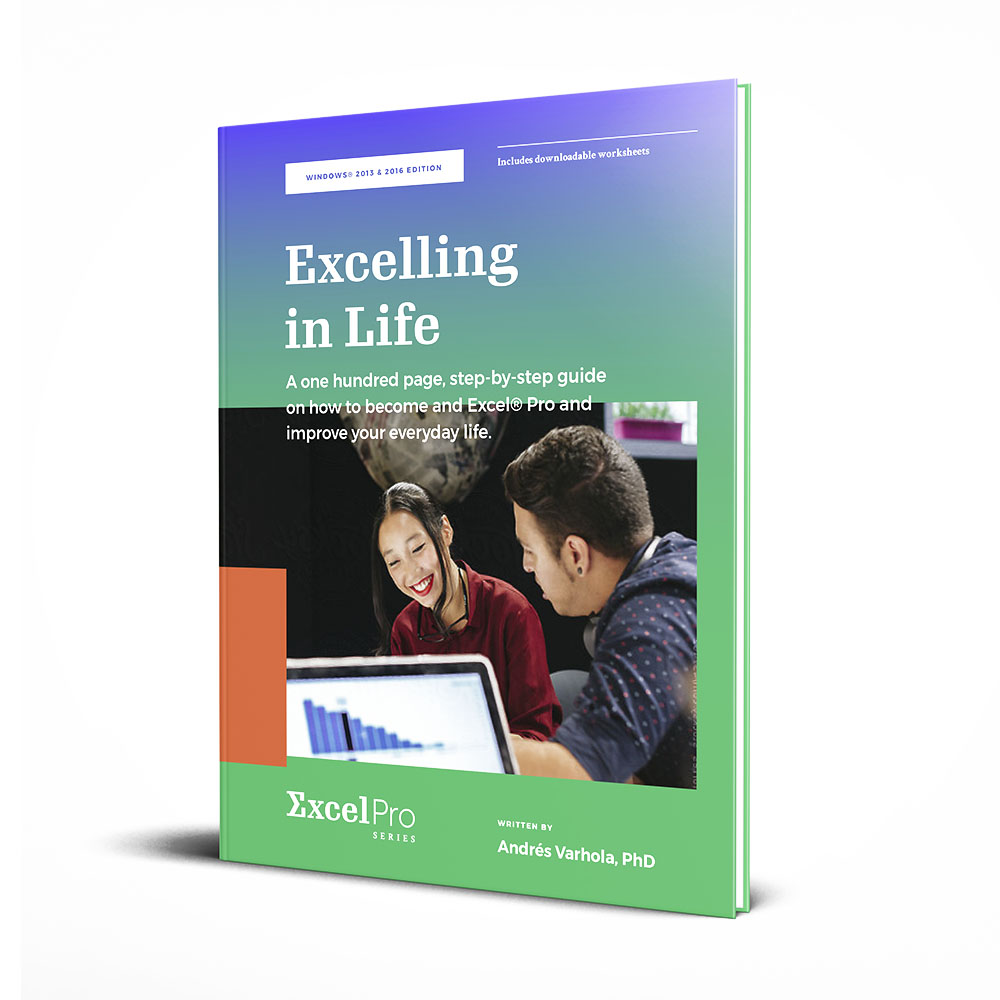 WINDOWS® 2013 & 2016 EDITION
Includes downloadable worksheets
Excelling
in Life
A one hundred page, step-by-step guide
on how to become and Excel® Pro and
improve your everyday life.
ΣxcelPro
SERIES
WRITTEN BY
Andrés Varhola, PhD